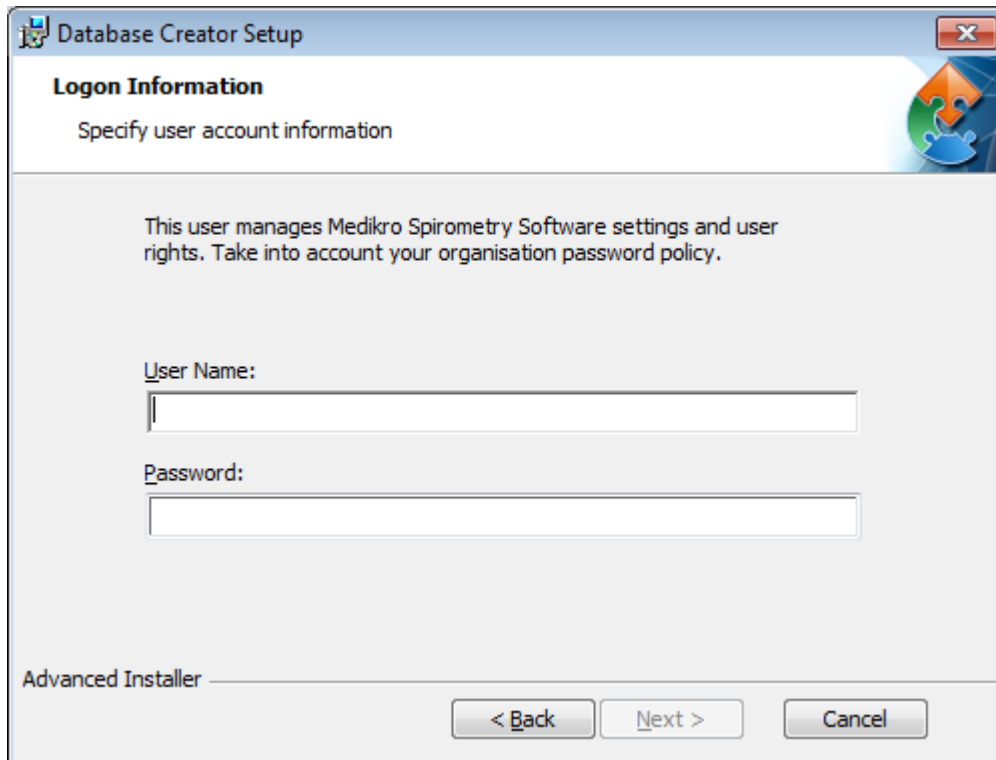 Database Creator Setup
Logon Information
Specify user account information
This user manages Medikro Spirometry Software settings and user
rights. Take into account your organisation password policy.
User Name:
Password:
Advanced Installer
< Back
Next >
Cancel